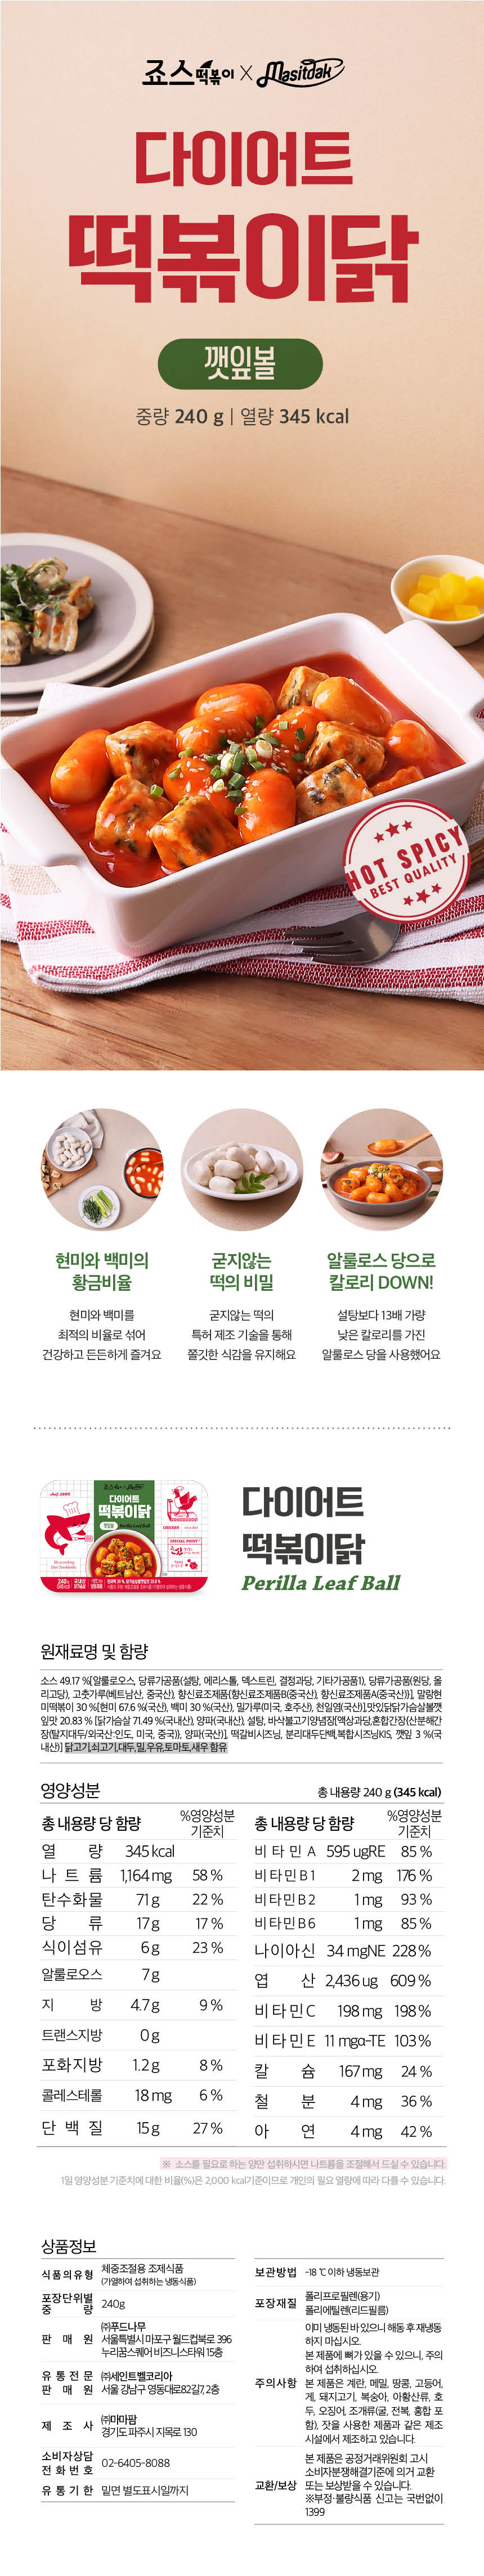 죠스떡볶이 X Masitdak
다이어트
떡볶이닭
깻잎볼
중량 240 g | 열량 345 kcal
HOT SPICY
BEST QUALITY
현미와 백미의
황금비율
현미와 백미를
최적의 비율로 섞어
건강하고 든든하게 즐겨요
굳지않는
떡의 비밀
굳지않는 떡의
특허 제조 기술을 통해
쫄깃한 식감을 유지해요
알룰로스 당으로
칼로리 DOWN!
설탕보다 13배 가량
낮은 칼로리를 가진
알룰로스 당을 사용했어요
다이어트
떡볶이닭
Perilla Leaf Ball
다이어트
떡볶이닭
Perilla Leaf Ball
원재료명 및 함량
소스 49.17 %[알룰로오스, 당류가공품(설탕, 에리스톨, 덱스트린, 결정과당, 기타가공품1), 당류가공품(원당, 올
리고당), 고춧가루(베트남산, 중국산), 향신료조제품{향신료조제품B(중국산), 향신료조제품A(중국산)}], 말랑현
미떡볶이 30 %[현미 67.6 %(국산), 백미 30 %(국산), 밀가루(미국, 호주산), 천일염(국산)],맛있닭닭가슴살볼깻
잎맛 20.83 % [닭가슴살 71.49 %(국내산), 양파(국내산), 설탕, 바삭불고기양념장{액상과당,혼합간장(산분해간
장(탈지대두/외국산:인도, 미국, 중국)), 양파(국산)}, 떡갈비시즈닝, 분리대두단백,복합시즈닝KIS, 깻잎 3 %(국
내산)] 닭고기,쇠고기,대두,밀,우유,토마토,새우 함유
영양성분
총 내용량 240 g (345 kcal)
총 내용량 당 함량 %영양성분 기준치
열 량 345 kcal
나 트 륨 1,164 mg 58 %
탄수화물 71 g 22 %
당 류 17 g 17 %
식이섬유 6 g 23 %
알룰로오스 7 g
지 방 4.7 g 9 %
트랜스지방 0 g
포화지방 1.2 g 8 %
콜레스테롤 18 mg 6 %
단 백 질 15 g 27 %
총 내용량 당 함량 %영양성분 기준치
비 타 민 A 595 ugRE 85 %
비 타 민 B 1 2 mg 176 %
비 타 민 B 2 1 mg 93 %
비 타 민 B 6 1 mg 85 %
나이아신 34 mgNE 228 %
엽 산 2,436 ug 609 %
비 타 민 C 198 mg 198 %
비 타 민 E 11 mgα-TE 103 %
칼 슘 167 mg 24 %
철 분 4 mg 36 %
아 연 4 mg 42 %
※ 소스를 필요로 하는 양만 섭취하시면 나트륨을 조절해서 드실 수 있습니다.
1일 영양성분 기준치에 대한 비율(%)은 2,000 kcal기준이므로 개인의 필요 열량에 따라 다를 수 있습니다.
상품정보
식품의유형 체중조절용 조제식품
(가열하여 섭취하는 냉동식품)
포장단위별 중 량 240g
판 매 원 ㈜푸드나무
서울특별시 마포구 월드컵북로 396
누리꿈스퀘어 비즈니스타워 15층
유 통 전 문 판 매 원 ㈜세인트벨코리아
서울 강남구 영동대로82길7, 2층
제 조 사 ㈜마마팜
경기도 파주시 지목로 130
소비자상담 전 화 번 호 02-6405-8088
유 통 기 한 밑면 별도표시일까지
보관방법 -18 ℃ 이하 냉동보관
포장재질 폴리프로필렌(용기)
폴리에틸렌(리드필름)
주의사항 이미 냉동된 바 있으니 해동 후 재냉동
하지 마십시오.
본 제품에 뼈가 있을 수 있으니, 주의
하여 섭취하십시오.
본 제품은 계란, 메밀, 땅콩, 고등어,
게, 돼지고기, 복숭아, 아황산류, 호
두, 오징어, 조개류(굴, 전복, 홍합 포
함), 잣을 사용한 제품과 같은 제조
시설에서 제조하고 있습니다.
교환/보상 본 제품은 공정거래위원회 고시
소비자분쟁해결기준에 의거 교환
또는 보상받을 수 있습니다.
※부정·불량식품 신고는 국번없이
1399